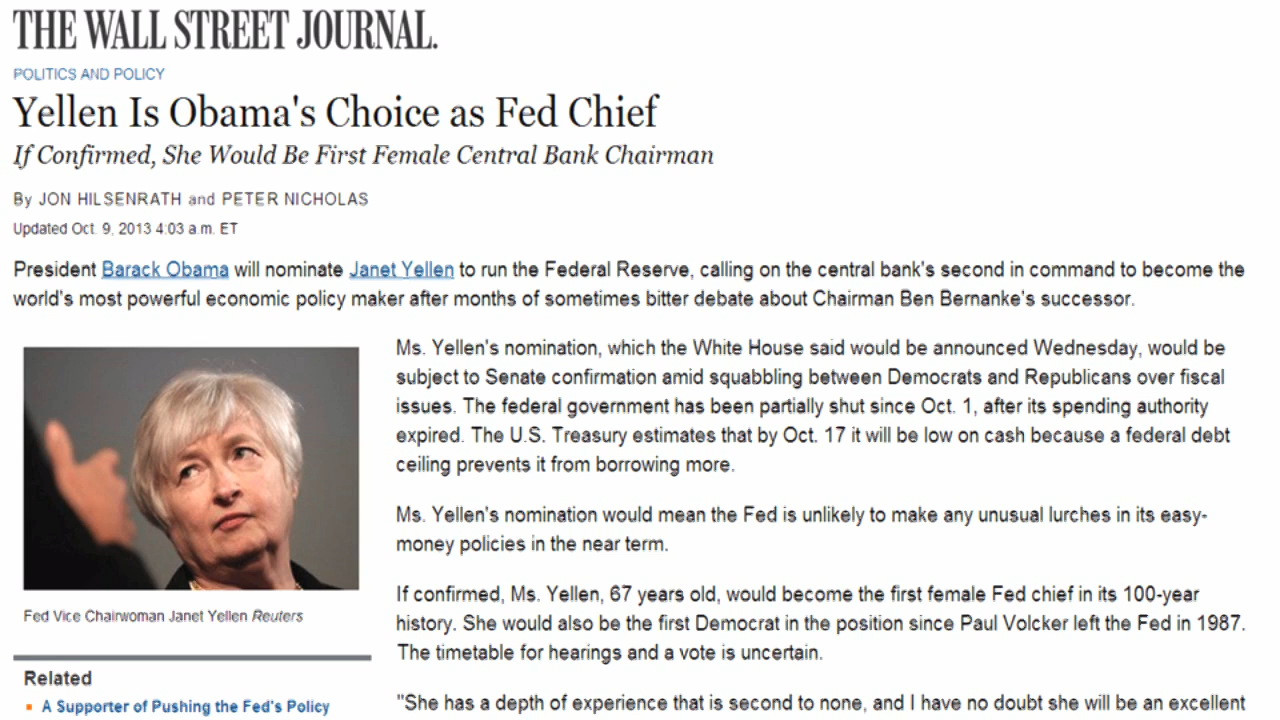 THE WALL STREET JOURNAL.
POLITICS AND POLICY
Yellen Is Obama's Choice as Fed Chief
If Confirmed, She Would Be First Female Central Bank Chairman
By JON HILSENRATH and PETER NICHOLAS
Updated Oct. 9, 2013 4:03 a.m. ET
President Barack Obama will nominate Janet Yellen to run the Federal Reserve, calling on the central bank's second in command to become the
world's most powerful economic policy maker after months of sometimes bitter debate about Chairman Ben Bernanke's successor.
Ms. Yellen's nomination, which the White House said would be announced Wednesday, would be
subject to Senate confirmation amid squabbling between Democrats and Republicans over fiscal
issues. The federal government has been partially shut since Oct. 1, after its spending authority
expired. The U.S. Treasury estimates that by Oct. 17 it will be low on cash because a federal debt
ceiling prevents it from borrowing more.
Ms. Yellen's nomination would mean the Fed is unlikely to make any unusual lurches in its easy-
money policies in the near term.
If confirmed, Ms. Yellen, 67 years old, would become the first female Fed chief in its 100-year
history. She would also be the first Democrat in the position since Paul Volcker left the Fed in 1987.
The timetable for hearings and a vote is uncertain.
"She has a depth of experience that is second to none, and I have no doubt she will be an excellent
Fed Vice Chairwoman Janet Yellen Reuters
Related
A Supporter of Pushing the Fed's Policy